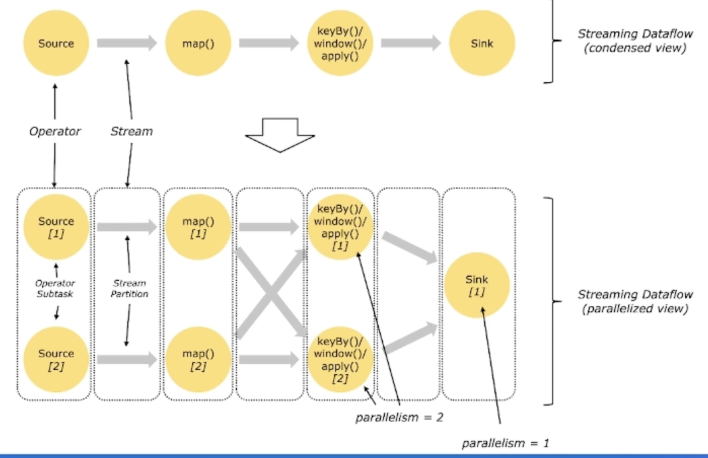 Source
map()
keyBy()/
window()/
apply()
Sink
Streaming Dataflow
(condensed view)
Operator
Stream
Source
[1]
map()
[1]
keyBy()/
window()/
apply()
[1]
Operator
Subtask
Stream
Partition
Sink
[1]
Streaming Dataflow
(parallelized view)
Source
[2]
map()
[2]
keyBy()/
window()/
apply()
[2]
parallelism = 2
parallelism = 1